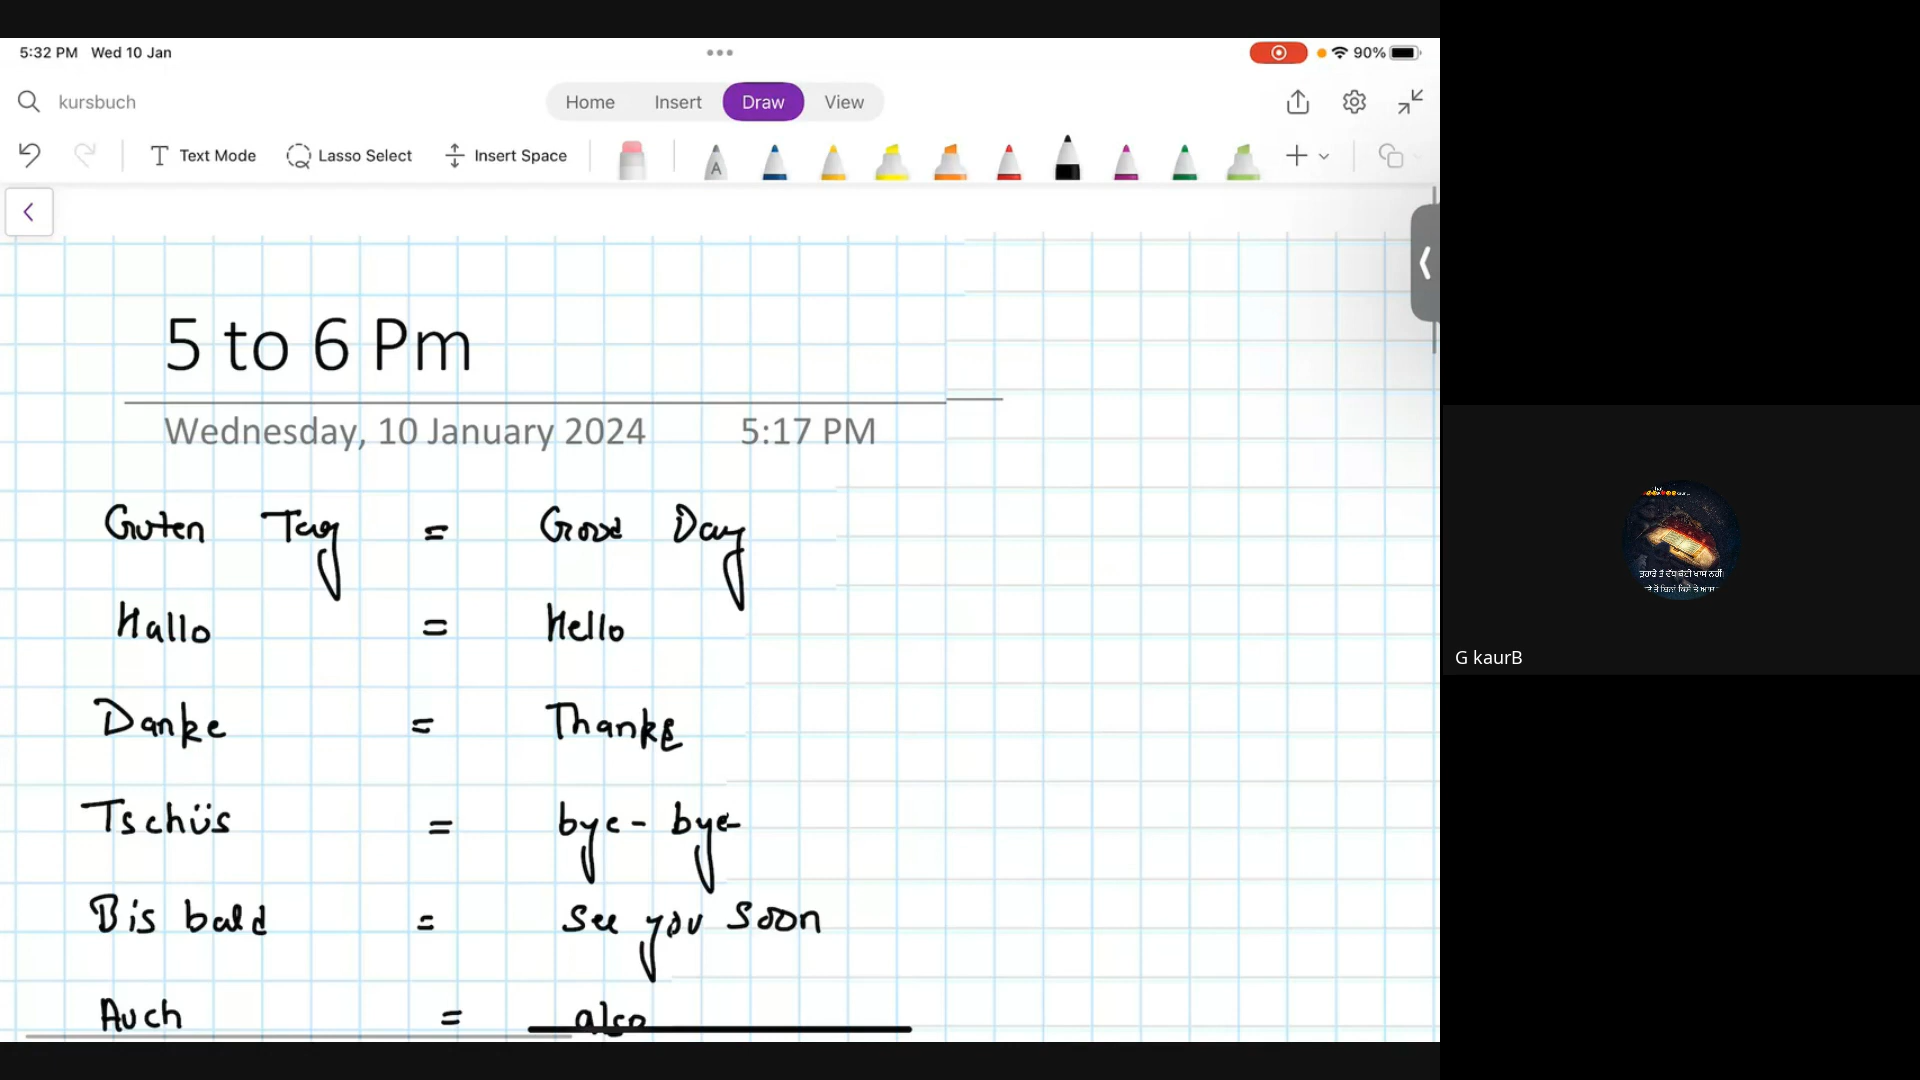 5:32 PM Wed 10 Jan
90%
kursbuch
Home Insert Draw View
Text Mode Lasso Select Insert Space
A
5 to 6 Pm
Wednesday, 10 January 2024 5:17 PM
Guten Tag = Good Day
Hallo = Hello
Danke = Thanks
Tschüs = bye - bye
Bis bald = See you soon
Auch = also
G kaurB